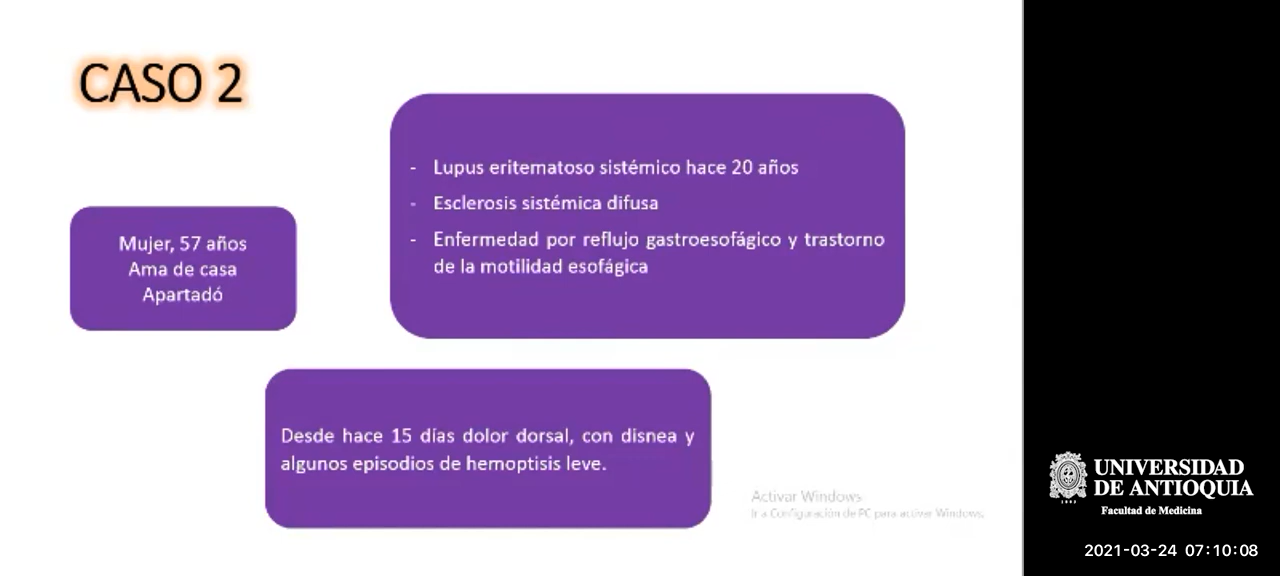 CASO 2
- Lupus eritematoso sistémico hace 20 años
- Esclerosis sistémica difusa
- Enfermedad por reflujo gastroesofágico y trastorno
de la motilidad esofágica
Mujer, 57 años
Ama de casa
Apartadó
Desde hace 15 días dolor dorsal, con disnea y
algunos episodios de hemoptisis leve.
Activar Windows
Ir a Configuración de PC para activar Windows.
UNIVERSIDAD
DE ANTIOQUIA
1803
Facultad de Medicina
2021-03-24 07:10:08